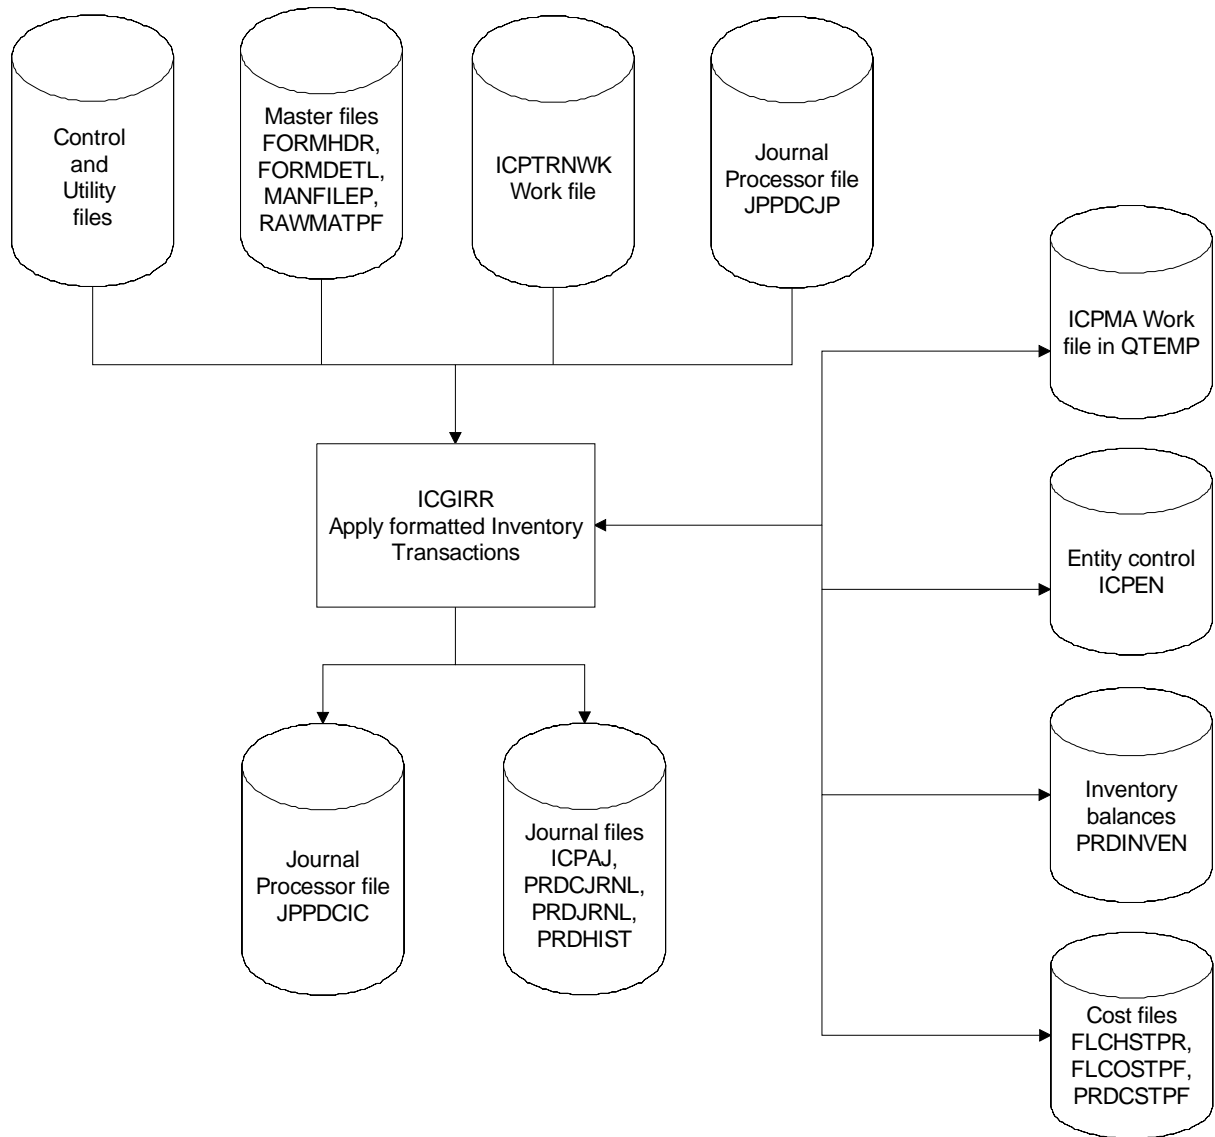 Control
and
Utility
files
Master files
FORMHDR,
FORMDETL,
MANFILEP,
RAWMATPF
ICPTRNWK
Work file
Journal
Processor file
JPPDCJP
ICPMA Work
file in QTEMP
ICGIRR
Apply formatted Inventory
Transactions
Entity control
ICPEN
Inventory
balances
PRDINVEN
Journal
Processor file
JPPDCIC
Journal files
ICPAJ,
PRDCJRNL,
PRDJRNL,
PRDHIST
Cost files
FLCHSTPR,
FLCOSTPF,
PRDCSTPF